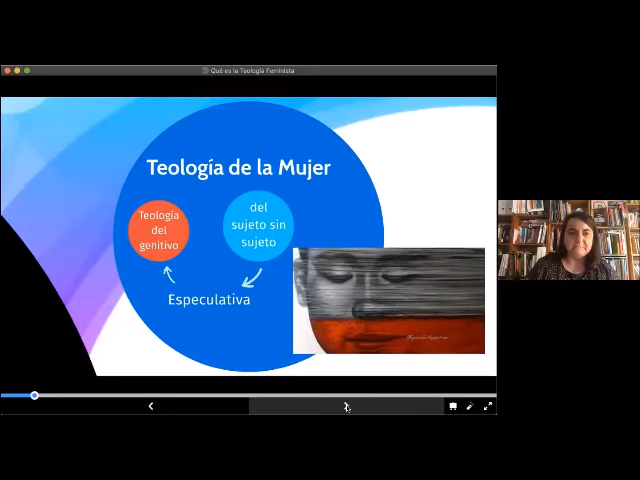 Qué es la Teología Feminista
Teología de la Mujer
Teología
del
genitivo
del
sujeto sin
sujeto
Especulativa